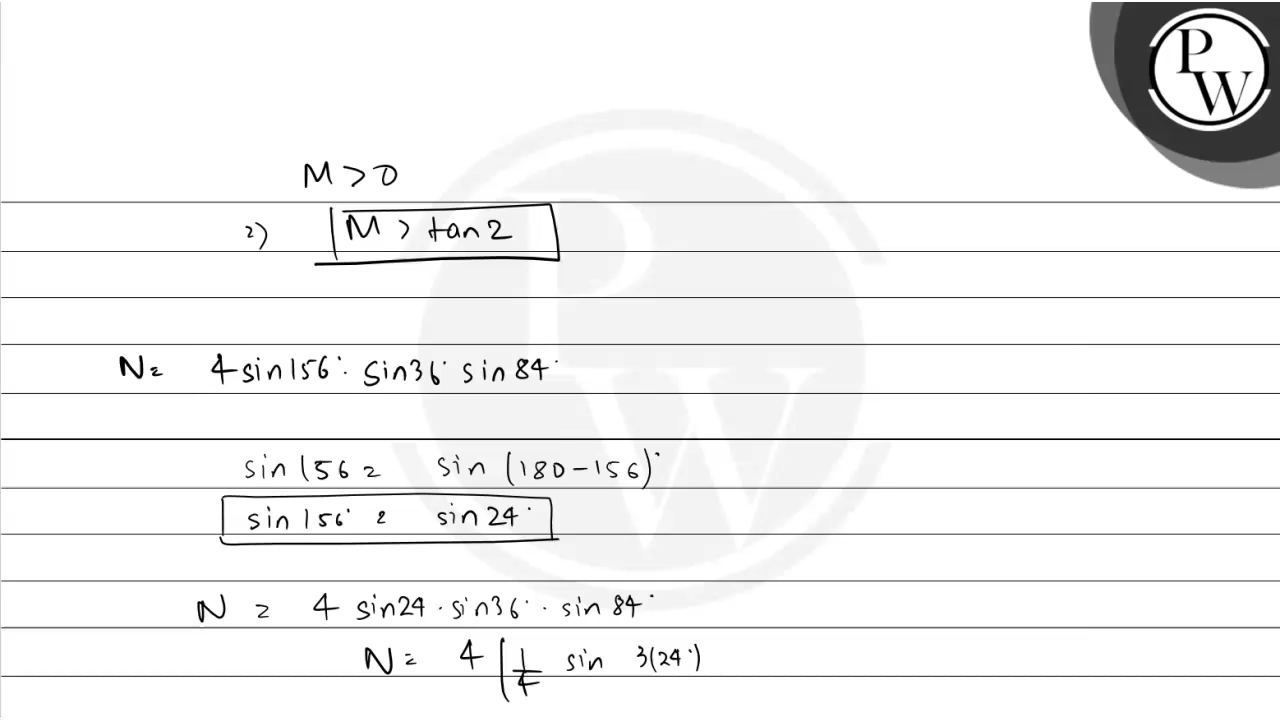 PW
M > 0
2) M > tan 2
N = 4 sin 156° · sin 36° sin 84°
sin 156 = sin (180 - 156)°
sin 156° = sin 24°
N = 4 sin 24 · sin 36° · sin 84°
N = 4 [ 1/4 sin 3(24°)